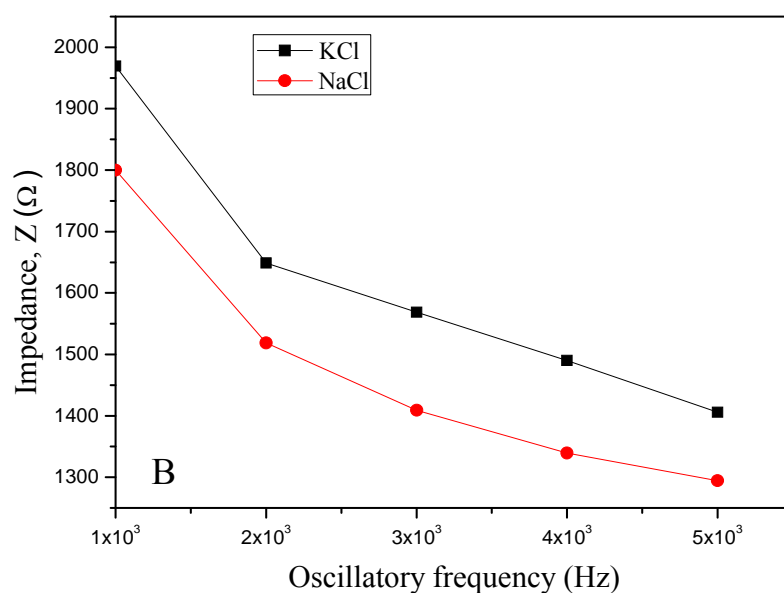 KCl
NaCl
2000
1900
1800
1700
1600
1500
1400
1300
Impedance, Z (Ω)
B
1x10³
2x10³
3x10³
4x10³
5x10³
Oscillatory frequency (Hz)